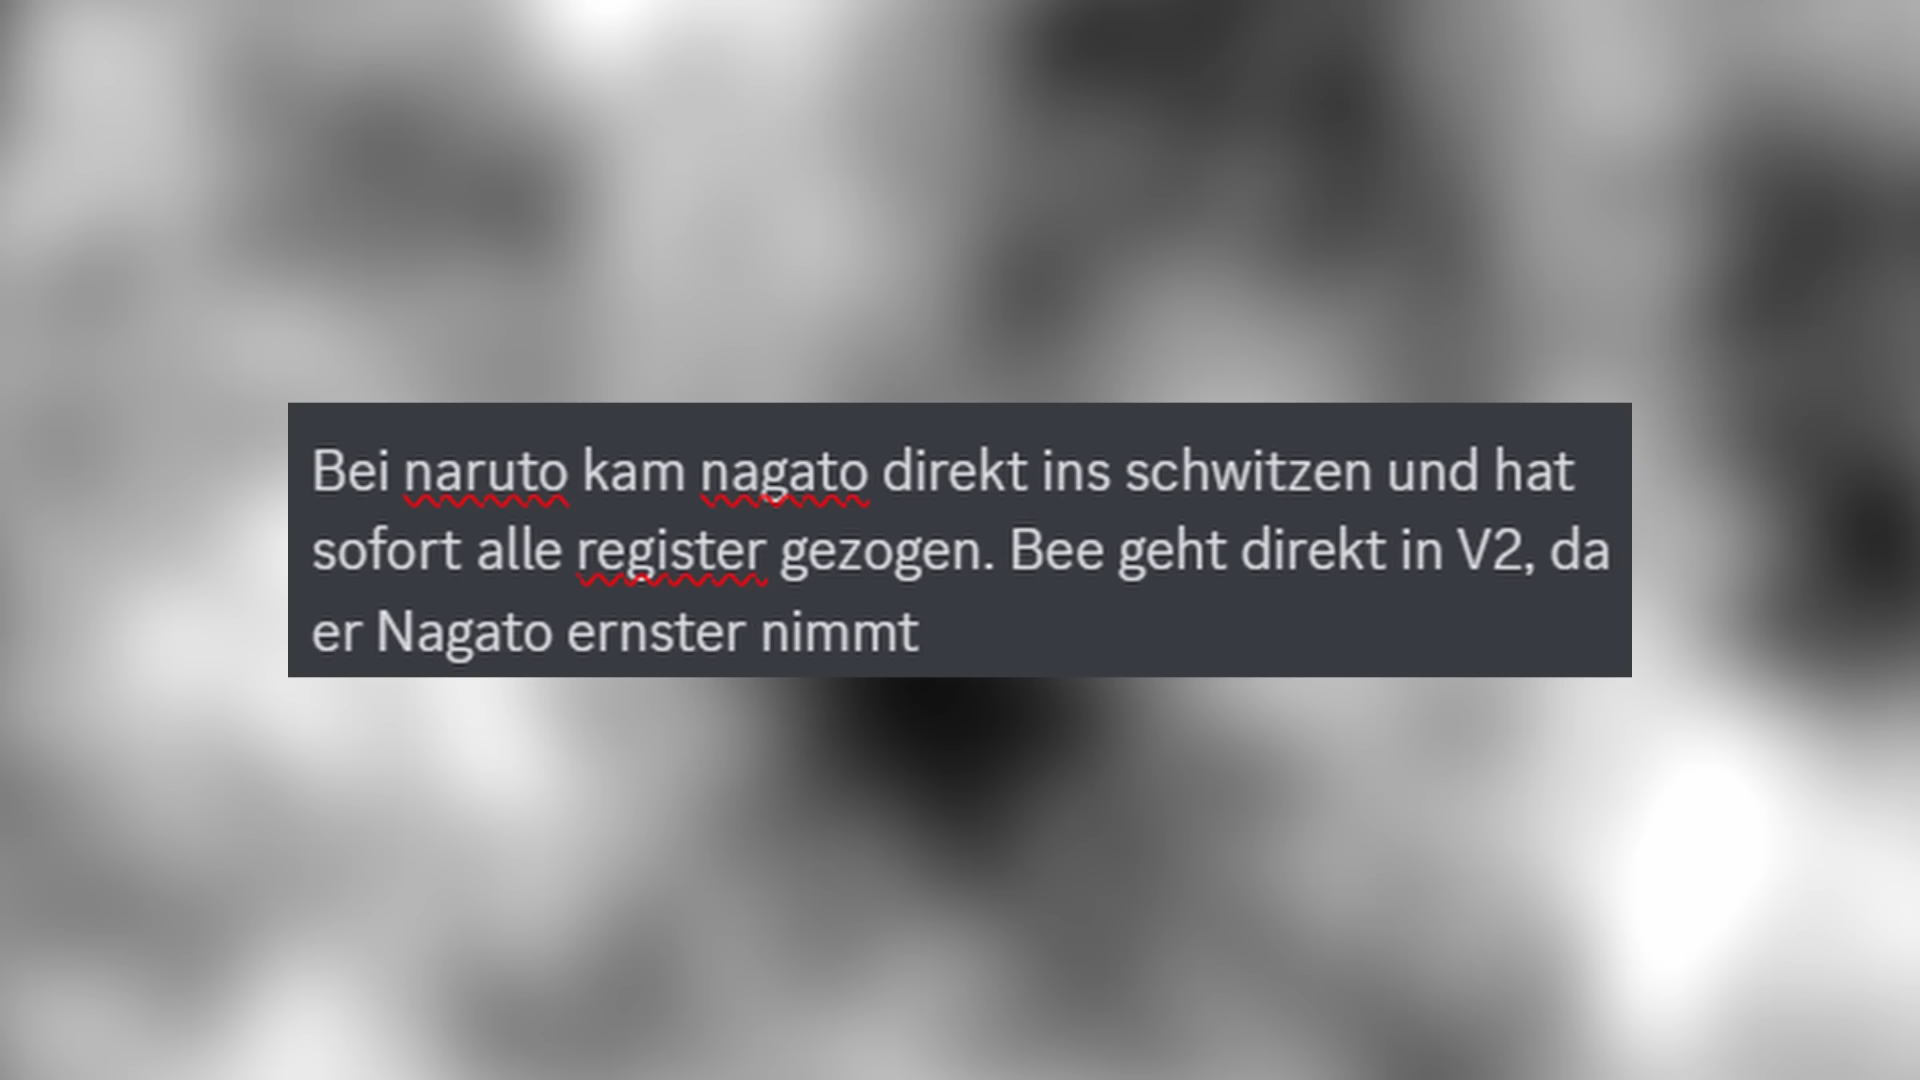 Bei naruto kam nagato direkt ins schwitzen und hat
sofort alle register gezogen. Bee geht direkt in V2, da
er Nagato ernster nimmt